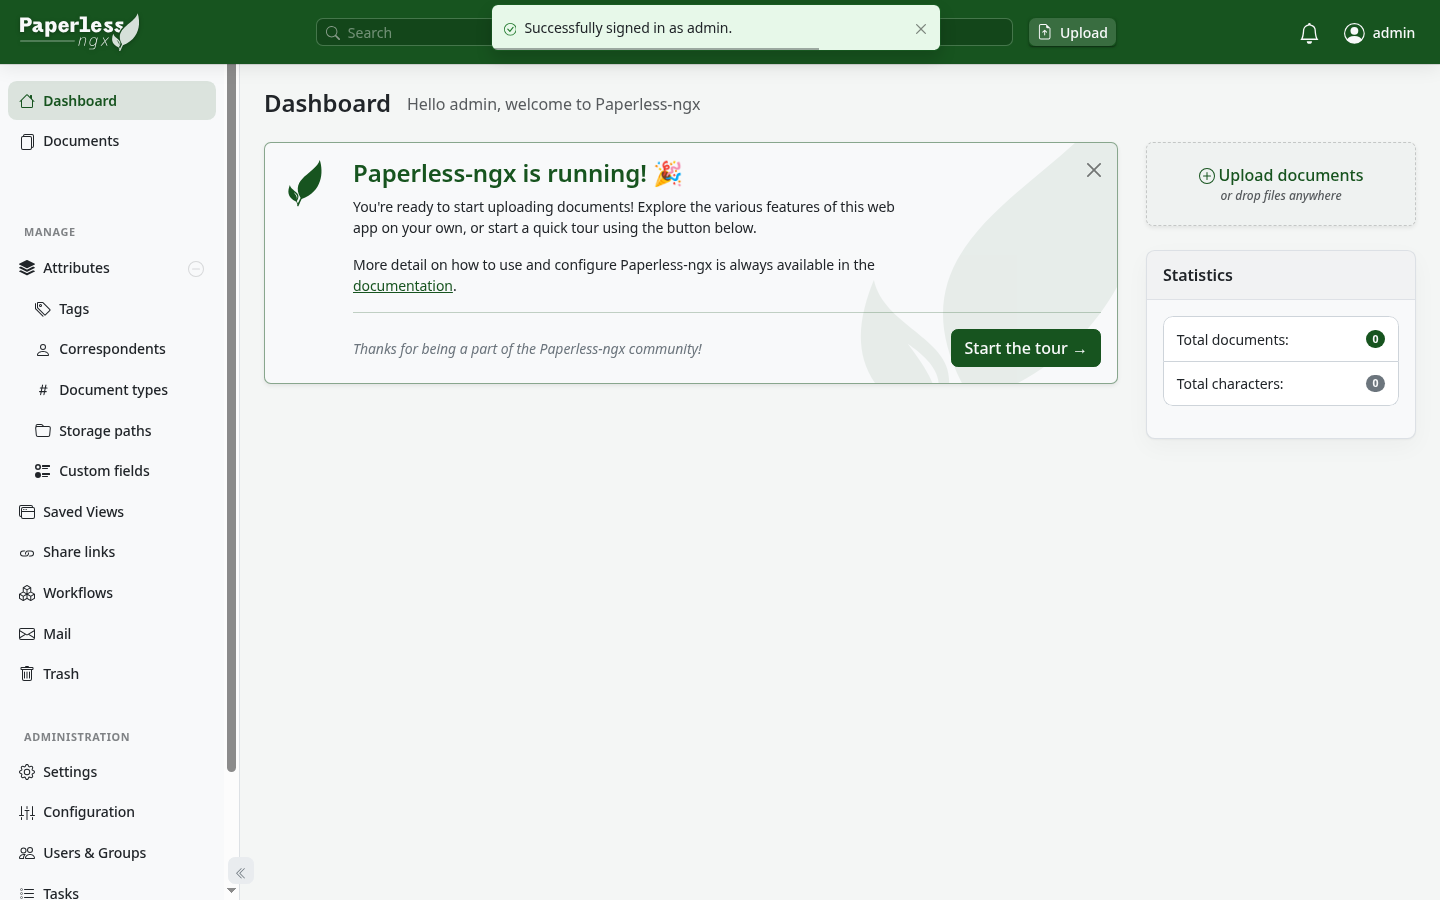 Paperless
ngx
Search
Successfully signed in as admin.
Upload
admin
Dashboard
Documents
MANAGE
Attributes
Tags
Correspondents
# Document types
Storage paths
Custom fields
Saved Views
Share links
Workflows
Mail
Trash
ADMINISTRATION
Settings
Configuration
Users & Groups
Tasks
Dashboard
Hello admin, welcome to Paperless-ngx
Paperless-ngx is running! 🎉
You're ready to start uploading documents! Explore the various features of this web
app on your own, or start a quick tour using the button below.
More detail on how to use and configure Paperless-ngx is always available in the
documentation.
Thanks for being a part of the Paperless-ngx community!
Start the tour →
Upload documents
or drop files anywhere
Statistics
Total documents: 0
Total characters: 0